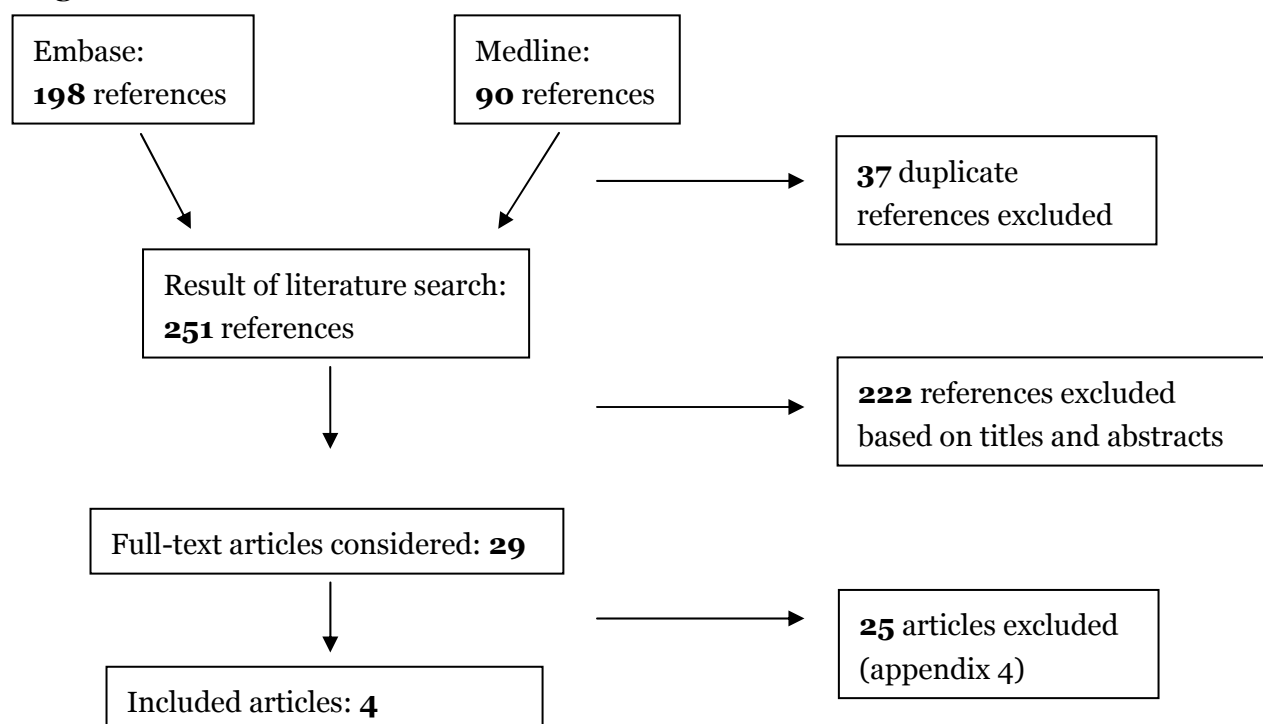 Embase:
198 references
Medline:
90 references
37 duplicate
references excluded
Result of literature search:
251 references
222 references excluded
based on titles and abstracts
Full-text articles considered: 29
25 articles excluded
(appendix 4)
Included articles: 4